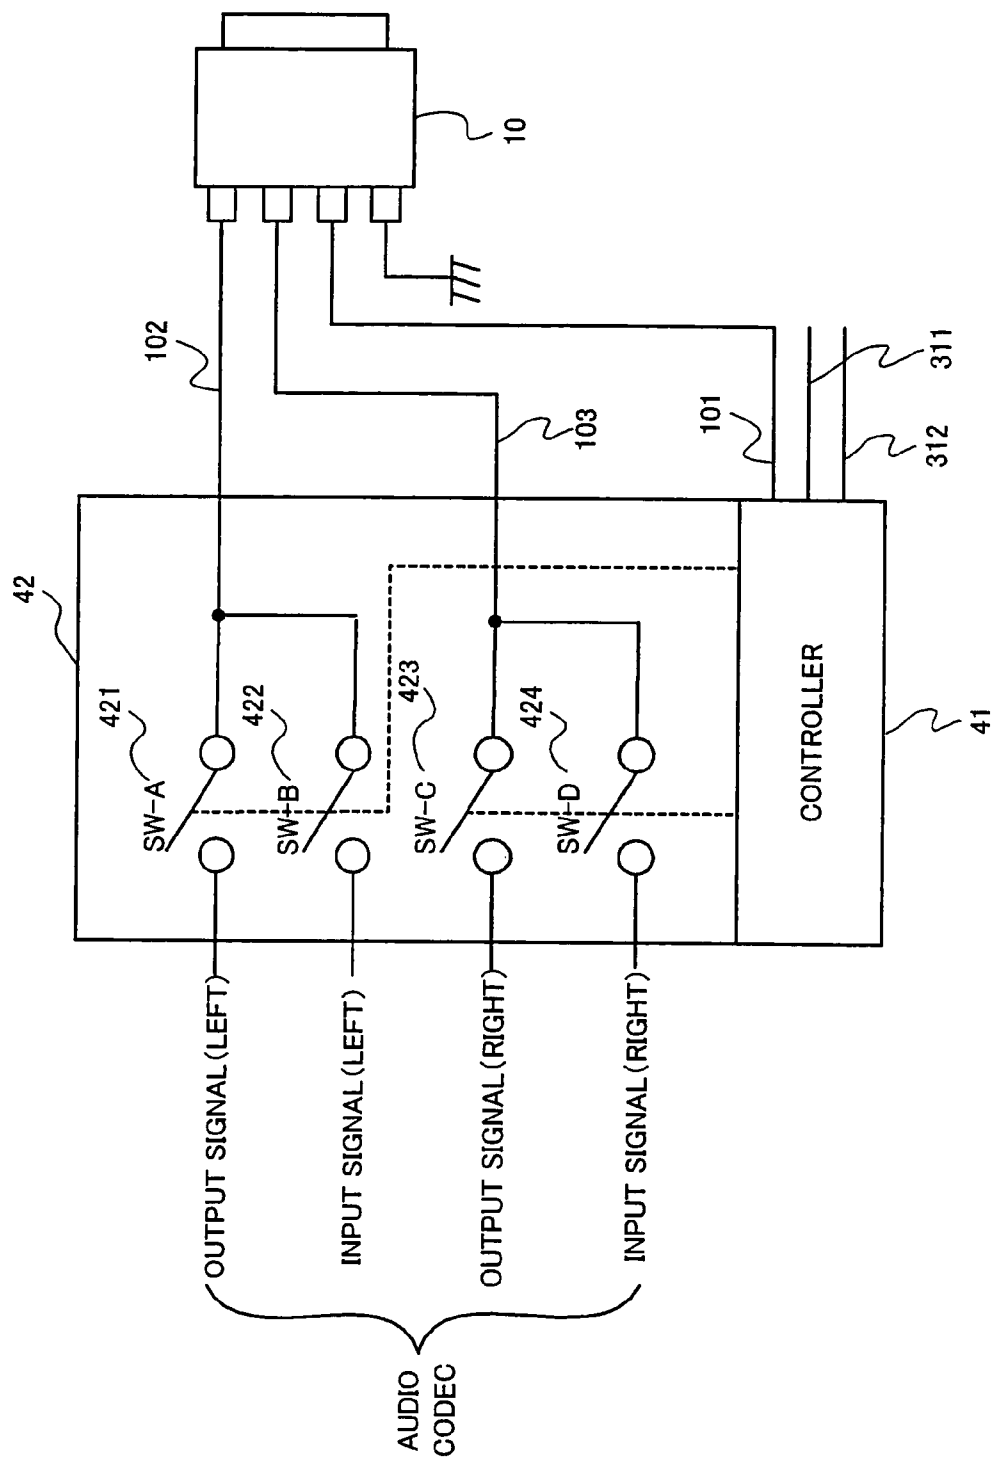 AUDIO
CODEC
OUTPUT SIGNAL(LEFT)
INPUT SIGNAL(LEFT)
OUTPUT SIGNAL(RIGHT)
INPUT SIGNAL(RIGHT)
42
421
SW-A
422
SW-B
423
SW-C
424
SW-D
CONTROLLER
41
102
103
101
311
312
10